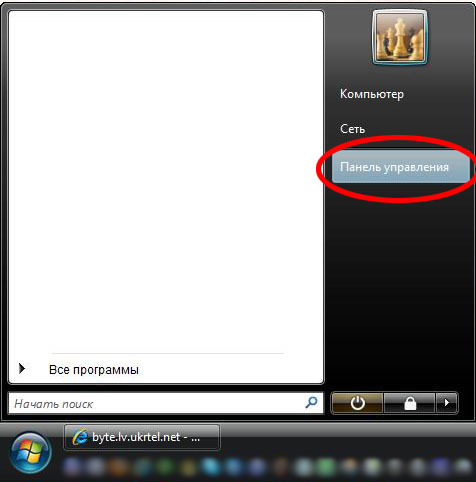 Компьютер
Сеть
Панель управления
Все программы
Начать поиск
byte.lv.ukrtel.net - ...